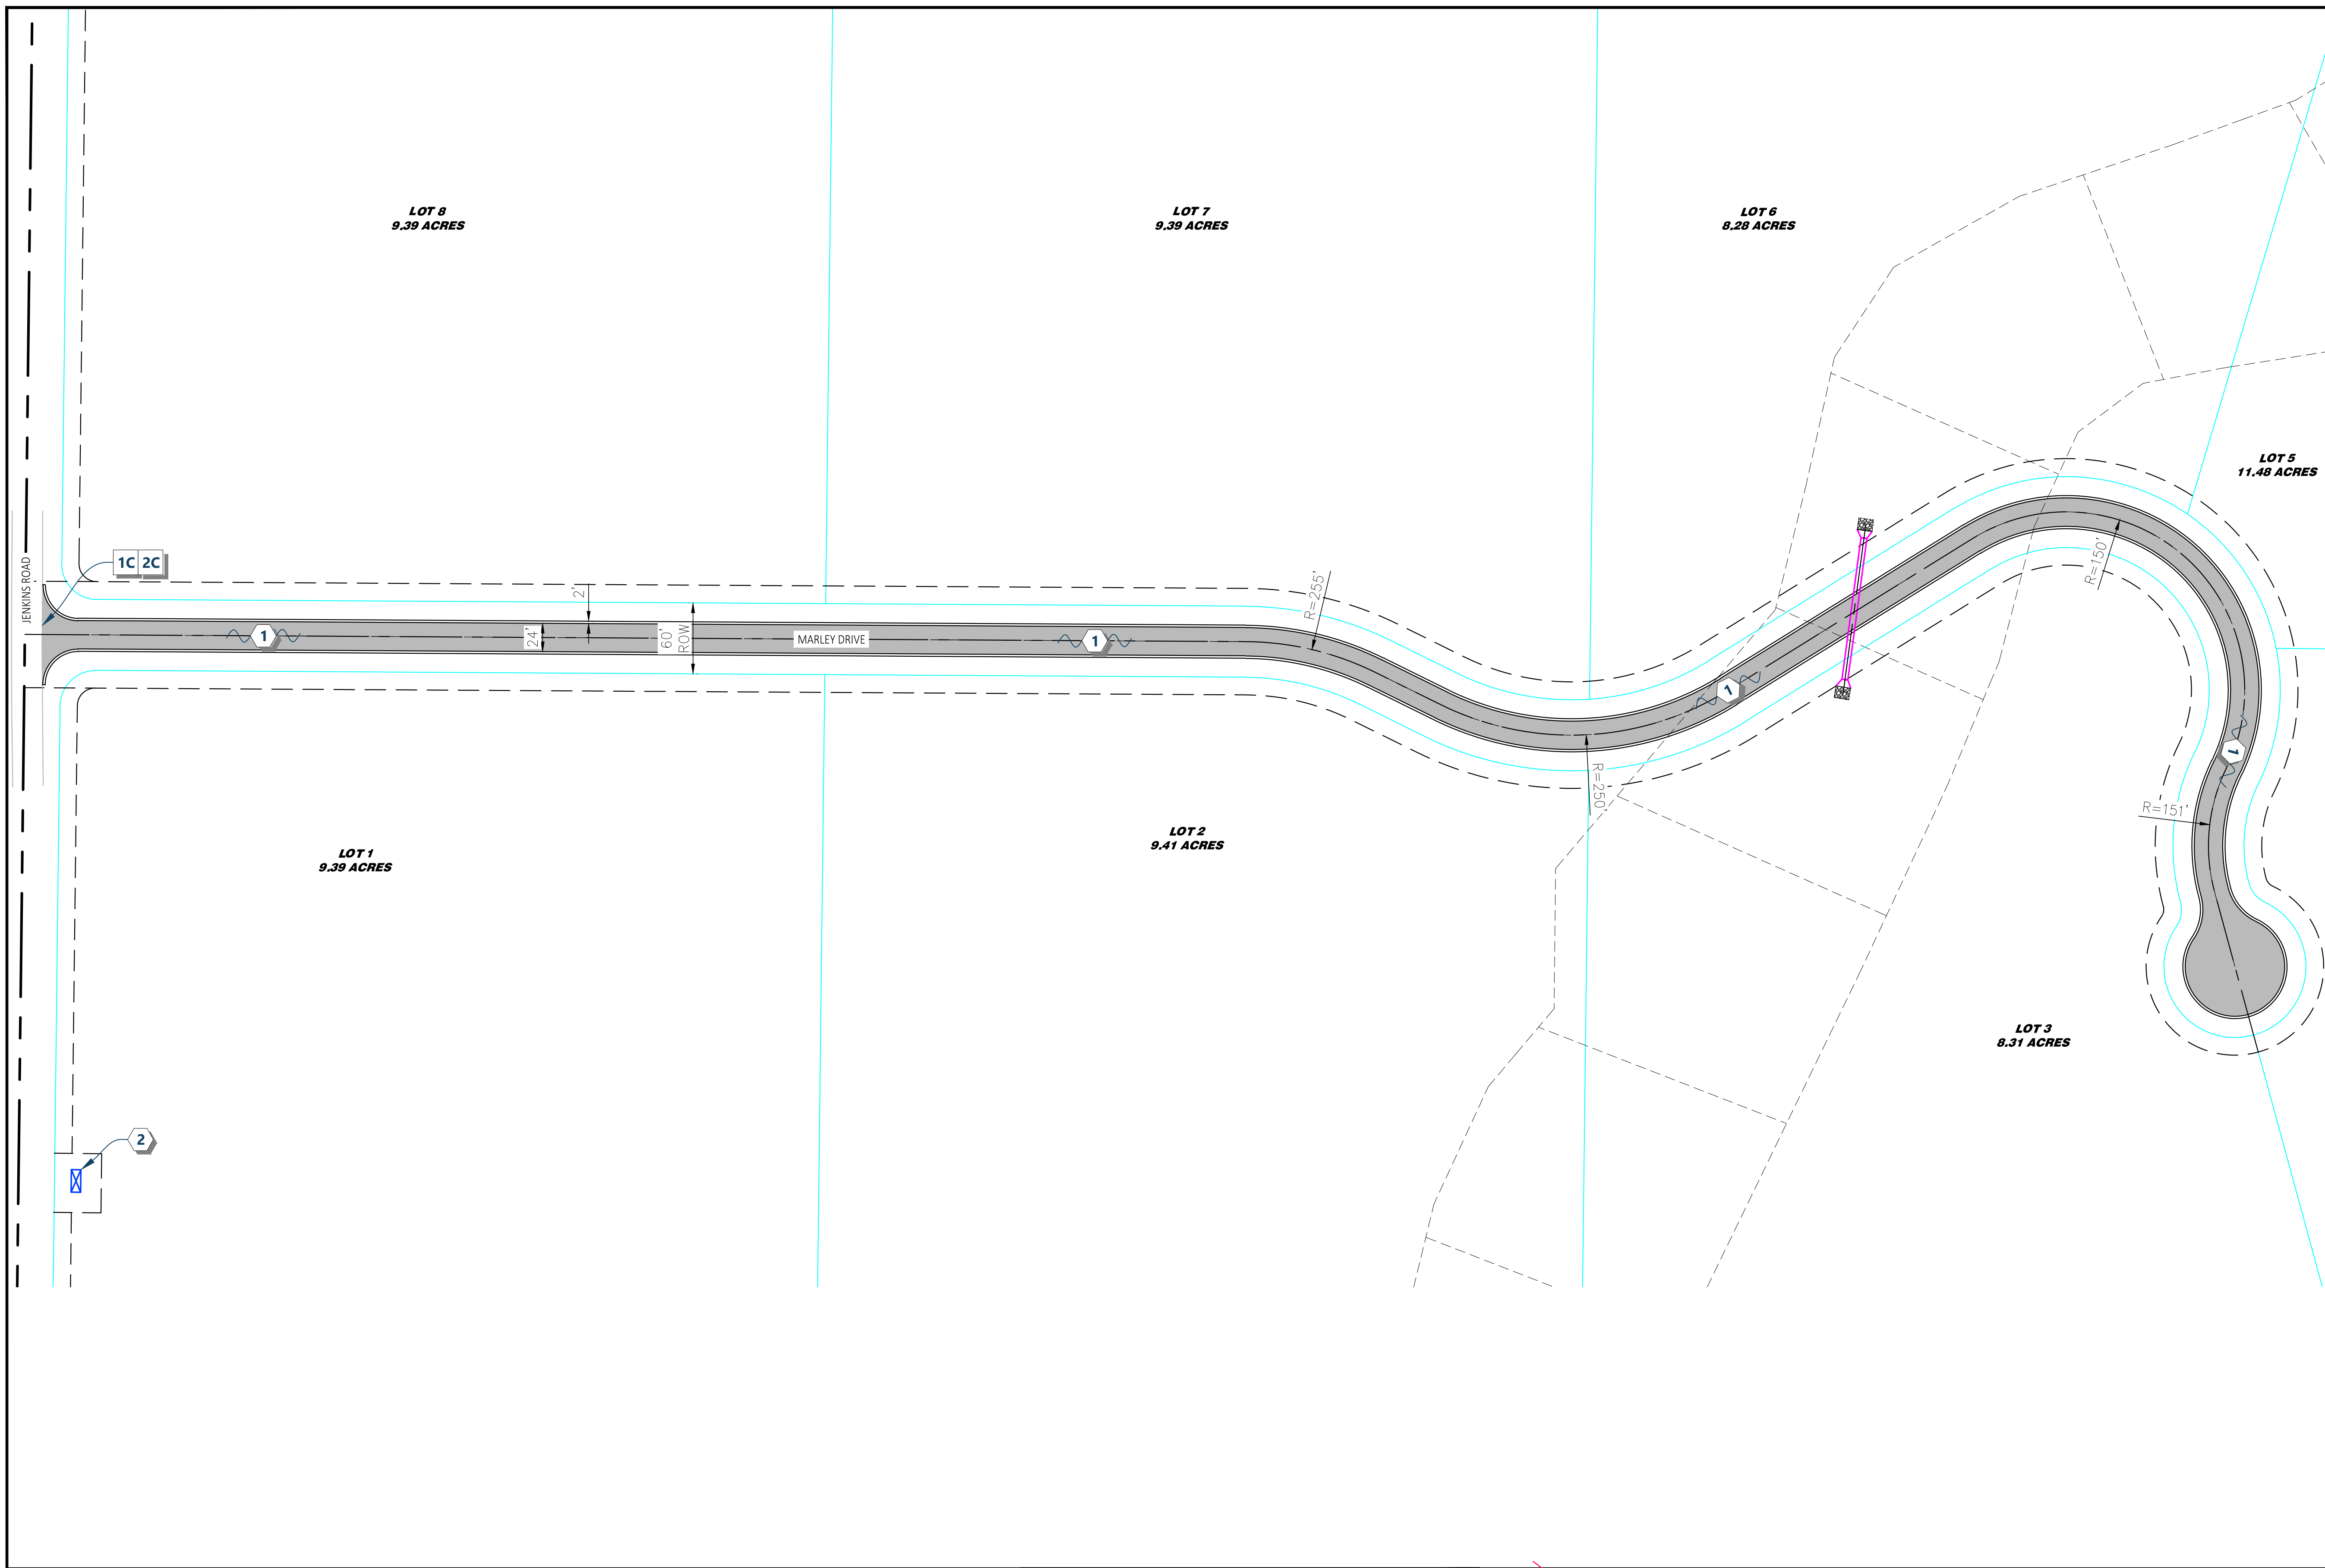 LOT 8
9.39 ACRES
LOT 7
9.39 ACRES
LOT 6
8.28 ACRES
LOT 5
11.48 ACRES
JENKINS ROAD
1C 2C
1
24'
2'
60'
ROW
MARLEY DRIVE
1
R=255'
R=250'
1
R=150'
1
R=151'
LOT 1
9.39 ACRES
LOT 2
9.41 ACRES
LOT 3
8.31 ACRES
2